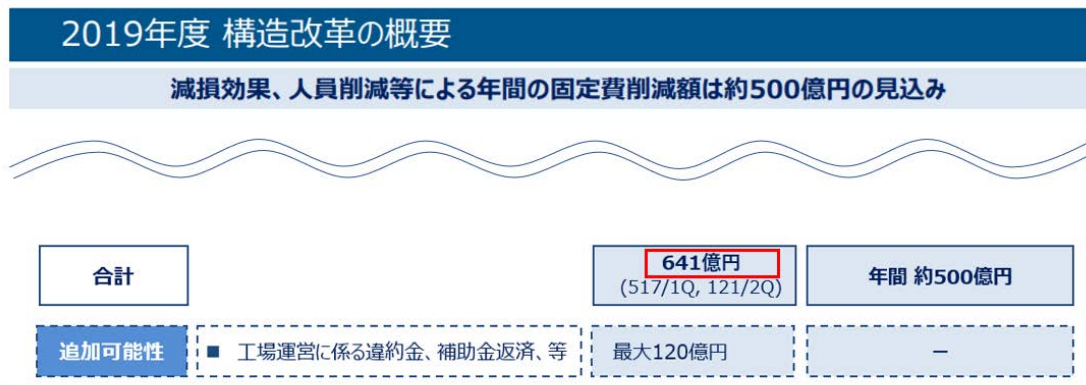 2019年度 構造改革の概要
減損効果、人員削減等による年間の固定費削減額は約500億円の見込み
合計
641億円
(517/1Q, 121/2Q)
年間 約500億円
追加可能性
■ 工場運営に係る違約金、補助金返済、等
最大120億円
－